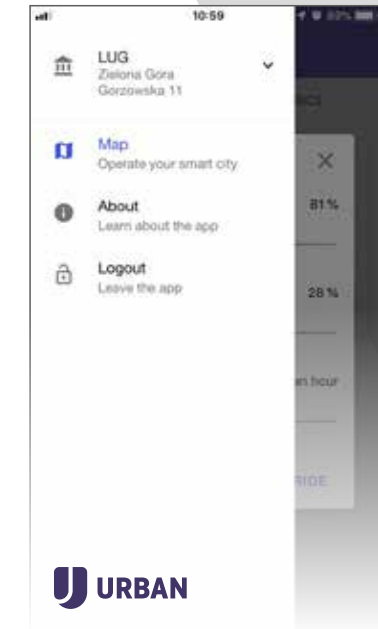 10:59
LUG
Zielona Gora
Gorzowska 11
Map
Operate your smart city
About
Learn about the app
Logout
Leave the app
81 %
28 %
hour
RIDE
URBAN